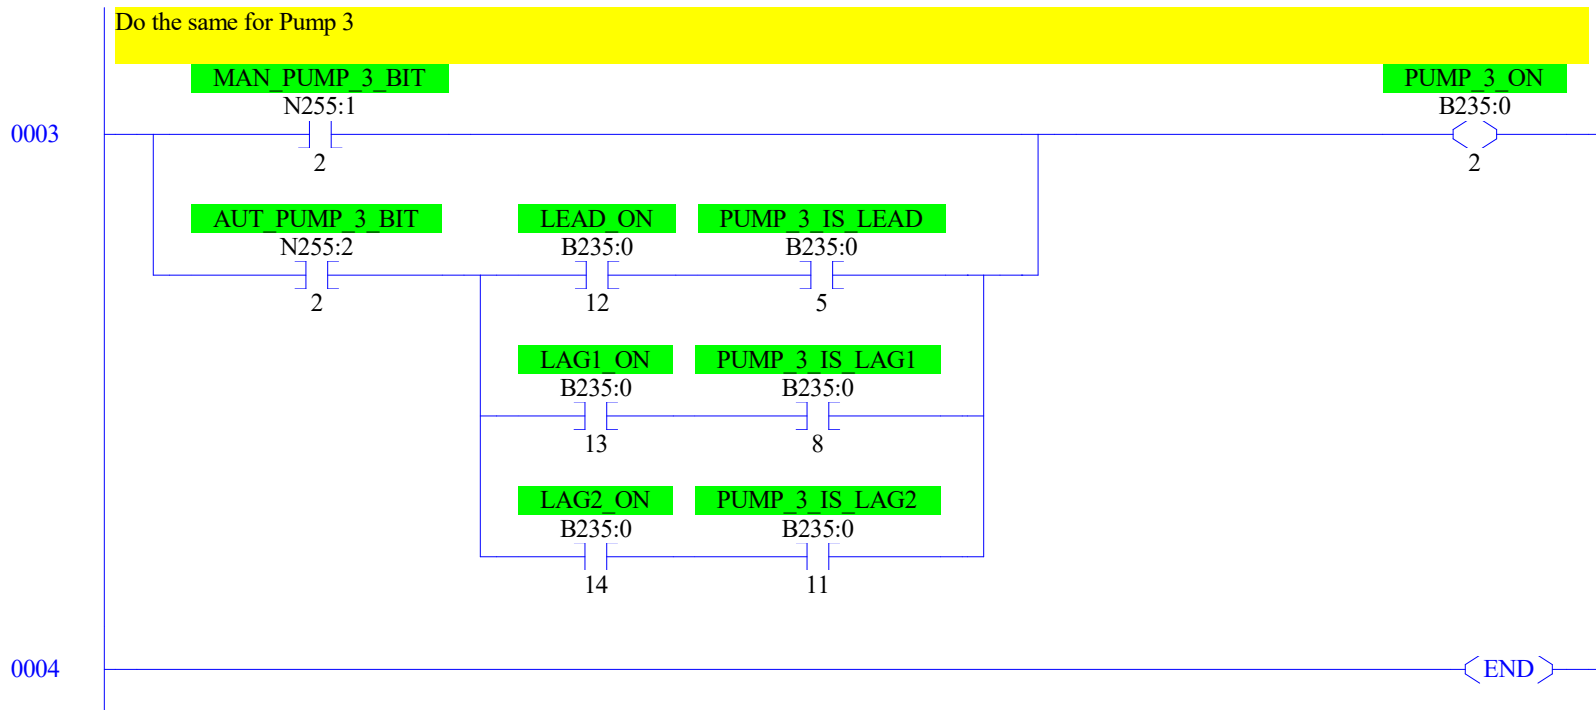 Do the same for Pump 3
MAN_PUMP_3_BIT PUMP_3_ON
N255:1 B235:0
0003
2 2
AUT_PUMP_3_BIT LEAD_ON PUMP_3_IS_LEAD
N255:2 B235:0 B235:0
2 12 5
LAG1_ON PUMP_3_IS_LAG1
B235:0 B235:0
13 8
LAG2_ON PUMP_3_IS_LAG2
B235:0 B235:0
14 11
0004 END